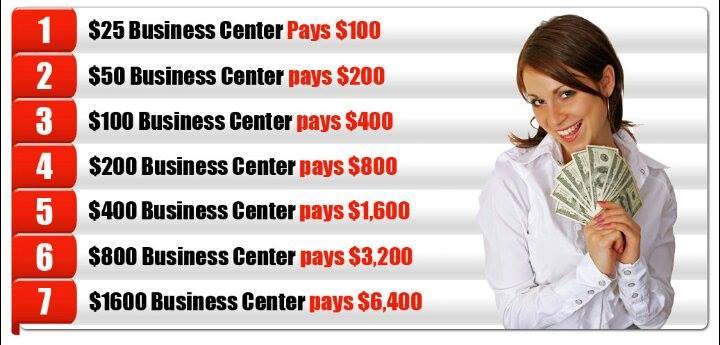 1 $25 Business Center Pays $100
2 $50 Business Center pays $200
3 $100 Business Center pays $400
4 $200 Business Center pays $800
5 $400 Business Center pays $1,600
6 $800 Business Center pays $3,200
7 $1600 Business Center pays $6,400